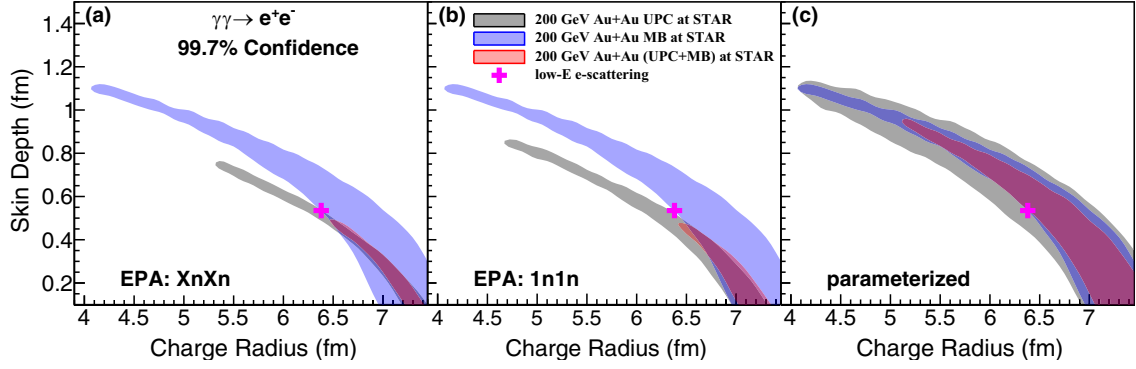 (a)
γγ→ e⁺e⁻
99.7% Confidence
EPA: XnXn
Skin Depth (fm)
1.4
1.2
1
0.8
0.6
0.4
0.2
4 4.5 5 5.5 6 6.5 7
Charge Radius (fm)
(b)
200 GeV Au+Au UPC at STAR
200 GeV Au+Au MB at STAR
200 GeV Au+Au (UPC+MB) at STAR
low-E e-scattering
EPA: 1n1n
4 4.5 5 5.5 6 6.5 7
Charge Radius (fm)
(c)
parameterized
4 4.5 5 5.5 6 6.5 7
Charge Radius (fm)